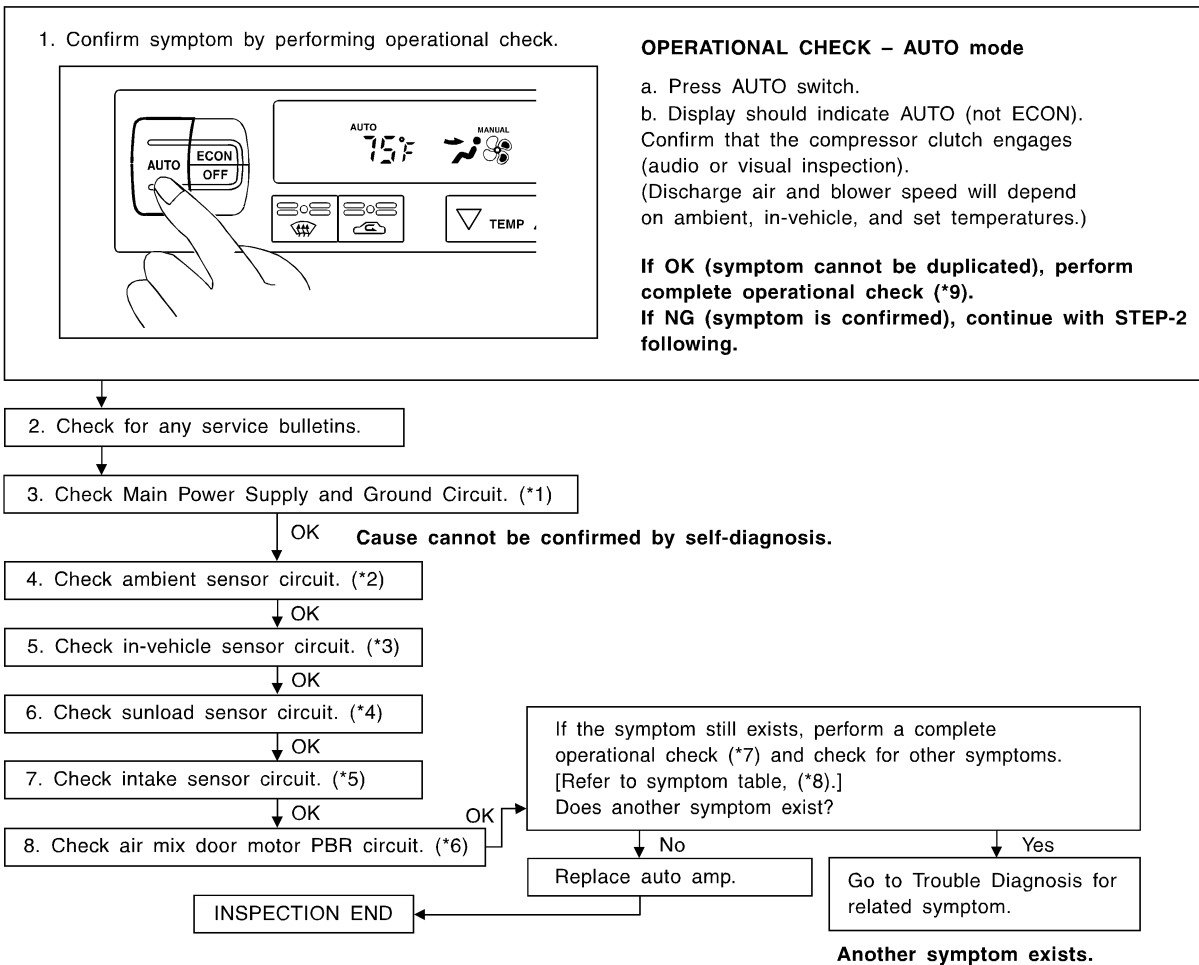 1. Confirm symptom by performing operational check.
AUTO
ECON
OFF
AUTO
75°F
MANUAL
TEMP
OPERATIONAL CHECK – AUTO mode
a. Press AUTO switch.
b. Display should indicate AUTO (not ECON).
Confirm that the compressor clutch engages
(audio or visual inspection).
(Discharge air and blower speed will depend
on ambient, in-vehicle, and set temperatures.)
If OK (symptom cannot be duplicated), perform
complete operational check (*9).
If NG (symptom is confirmed), continue with STEP-2
following.
2. Check for any service bulletins.
3. Check Main Power Supply and Ground Circuit. (*1)
OK
Cause cannot be confirmed by self-diagnosis.
4. Check ambient sensor circuit. (*2)
OK
5. Check in-vehicle sensor circuit. (*3)
OK
6. Check sunload sensor circuit. (*4)
OK
7. Check intake sensor circuit. (*5)
OK
8. Check air mix door motor PBR circuit. (*6)
OK
If the symptom still exists, perform a complete
operational check (*7) and check for other symptoms.
[Refer to symptom table, (*8).]
Does another symptom exist?
No
Yes
Replace auto amp.
Go to Trouble Diagnosis for
related symptom.
INSPECTION END
Another symptom exists.